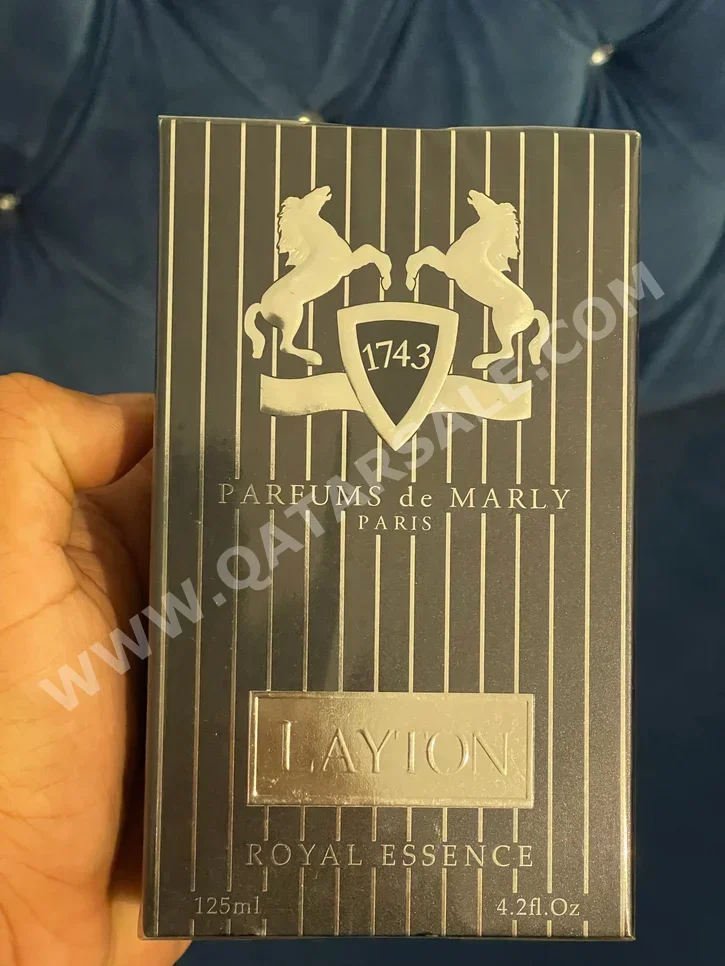 1743
PARFUMS de MARLY
PARIS
LAYTON
ROYAL ESSENCE
125ml 4.2fl.Oz
WWW.QATARSALE.COM